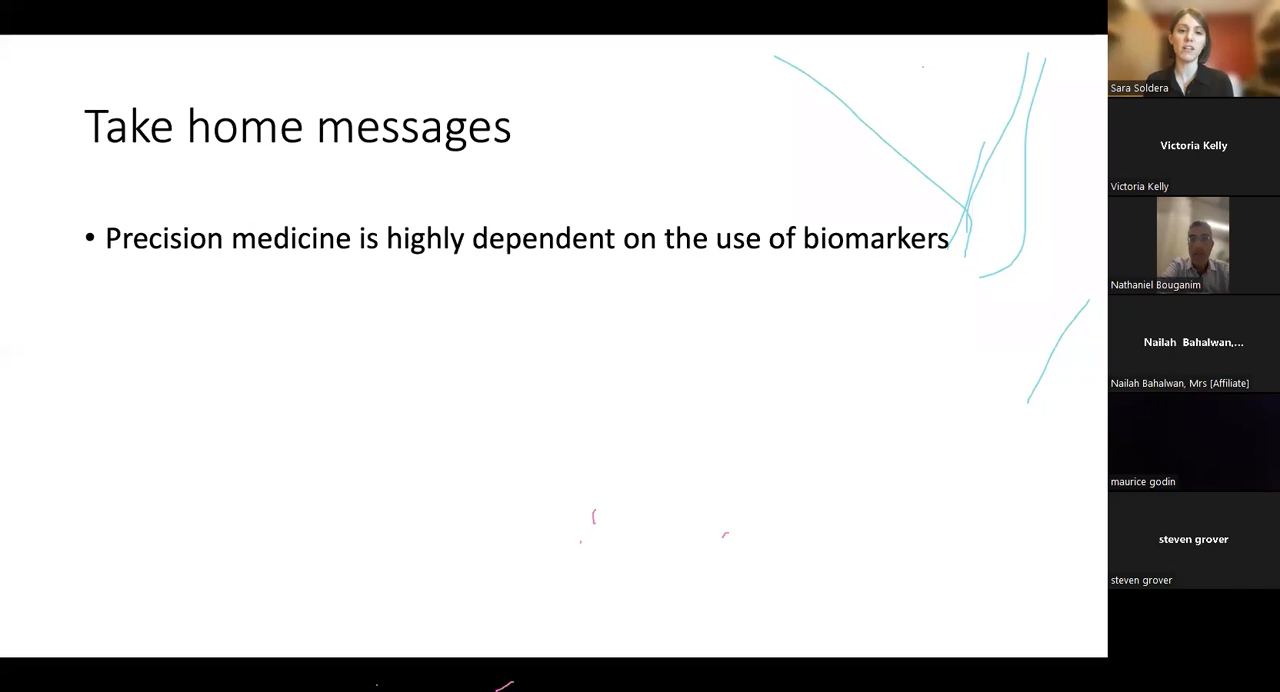 Take home messages
• Precision medicine is highly dependent on the use of biomarkers
Sara Soldera
Victoria Kelly
Victoria Kelly
Nathaniel Bouganim
Nailah Bahalwan,...
Nailah Bahalwan, Mrs [Affiliate]
maurice godin
steven grover
steven grover